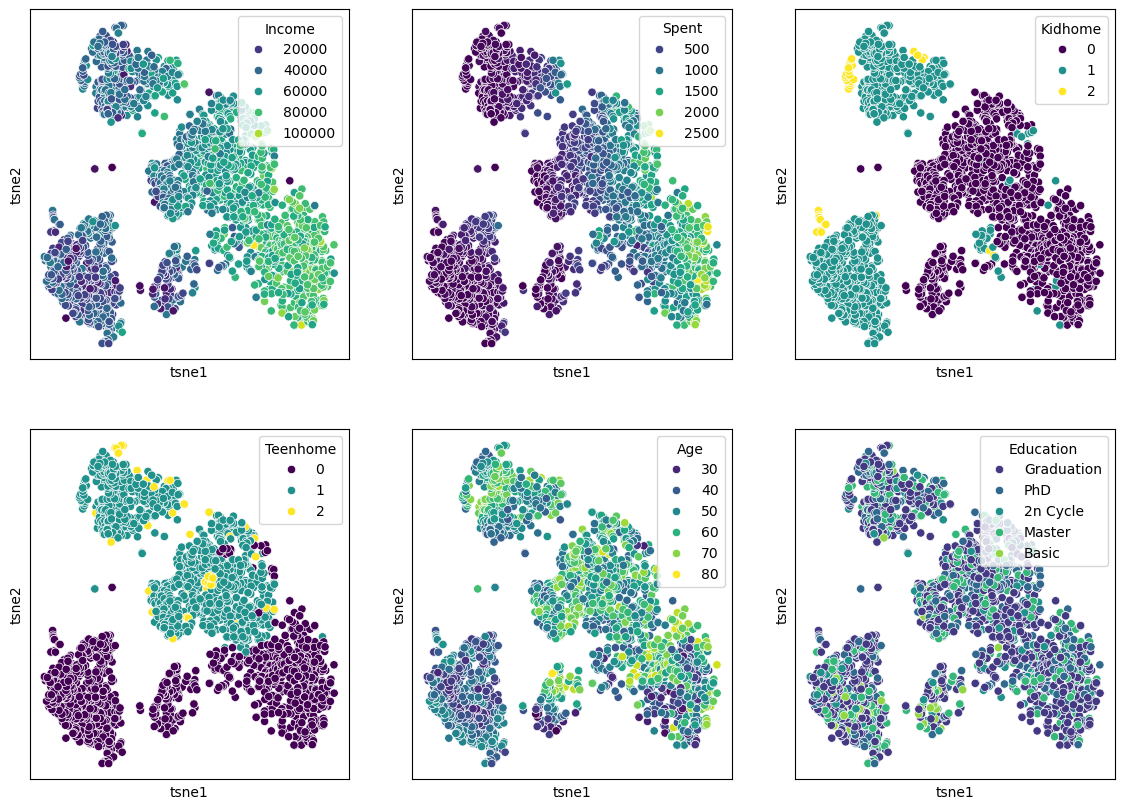 Income
20000
40000
60000
80000
100000
tsne2
tsne1
Spent
500
1000
1500
2000
2500
tsne2
tsne1
Kidhome
0
1
2
tsne2
tsne1
Teenhome
0
1
2
tsne2
tsne1
Age
30
40
50
60
70
80
tsne2
tsne1
Education
Graduation
PhD
2n Cycle
Master
Basic
tsne2
tsne1